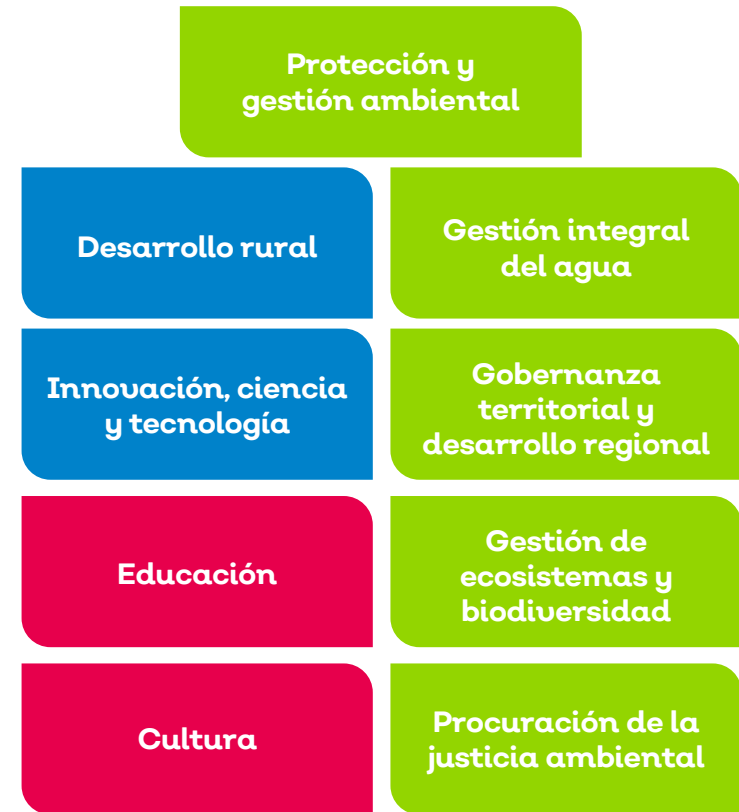 Protección y
gestión ambiental
Desarrollo rural
Gestión integral
del agua
Innovación, ciencia
y tecnología
Gobernanza
territorial y
desarrollo regional
Educación
Gestión de
ecosistemas y
biodiversidad
Cultura
Procuración de la
justicia ambiental